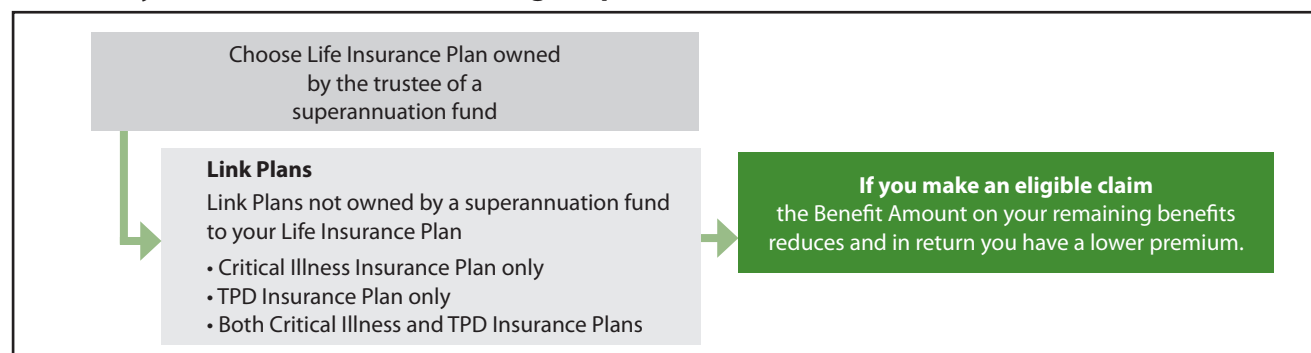 Choose Life Insurance Plan owned
by the trustee of a
superannuation fund
Link Plans
Link Plans not owned by a superannuation fund
to your Life Insurance Plan
• Critical Illness Insurance Plan only
• TPD Insurance Plan only
• Both Critical Illness and TPD Insurance Plans
If you make an eligible claim
the Benefit Amount on your remaining benefits
reduces and in return you have a lower premium.